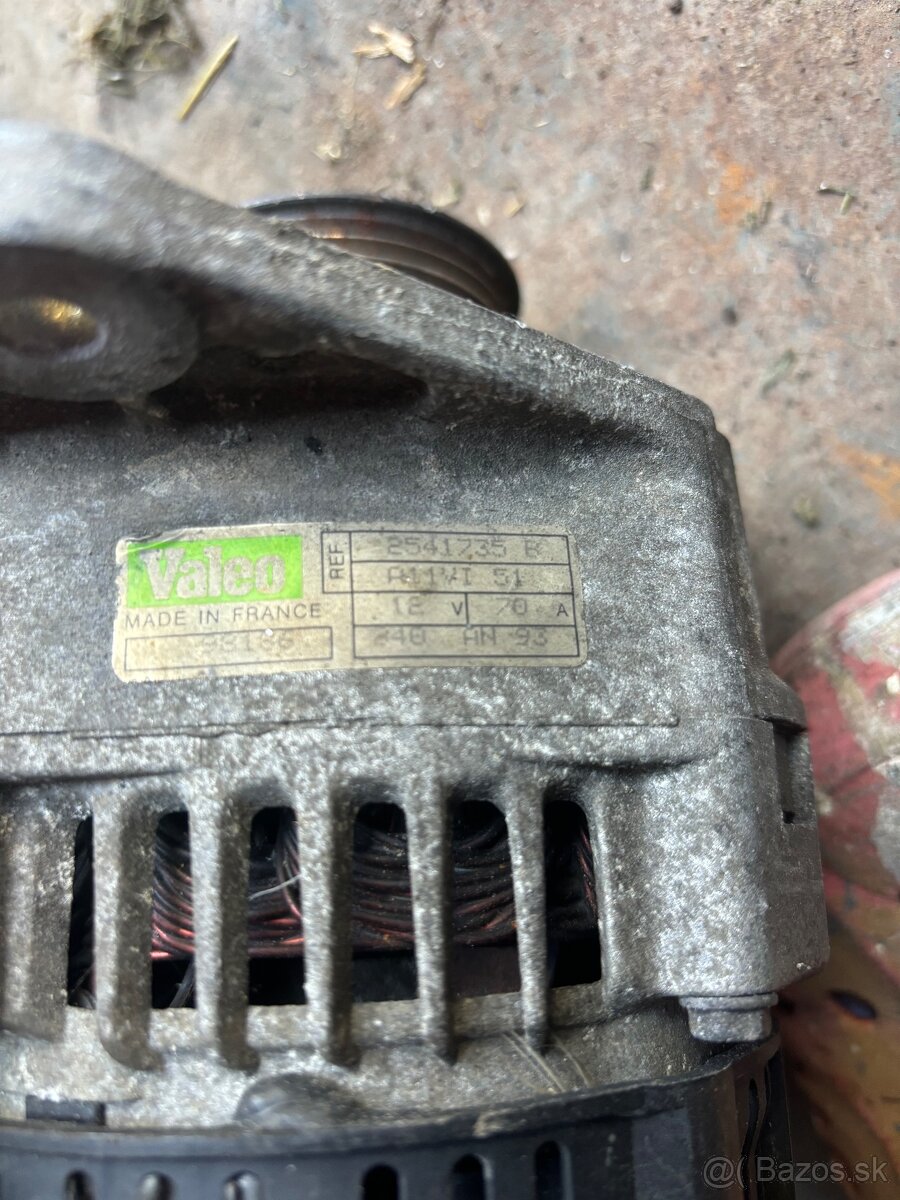 Valeo
MADE IN FRANCE
REF.
2541735 B
A11VI 51
12 V 70 A
240 AN 93
@( Bazos.sk